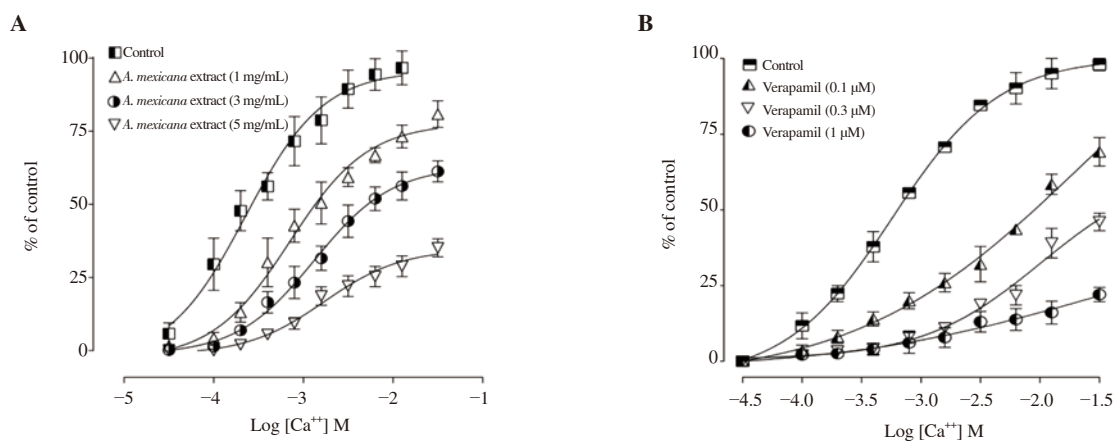 A
Control
A. mexicana extract (1 mg/mL)
A. mexicana extract (3 mg/mL)
A. mexicana extract (5 mg/mL)
100
75
50
25
0
% of control
−5
−4
−3
−2
−1
Log [Ca⁺⁺] M
B
Control
Verapamil (0.1 μM)
Verapamil (0.3 μM)
Verapamil (1 μM)
100
75
50
25
0
% of control
−4.5
−4.0
−3.5
−3.0
−2.5
−2.0
−1.5
Log [Ca⁺⁺] M